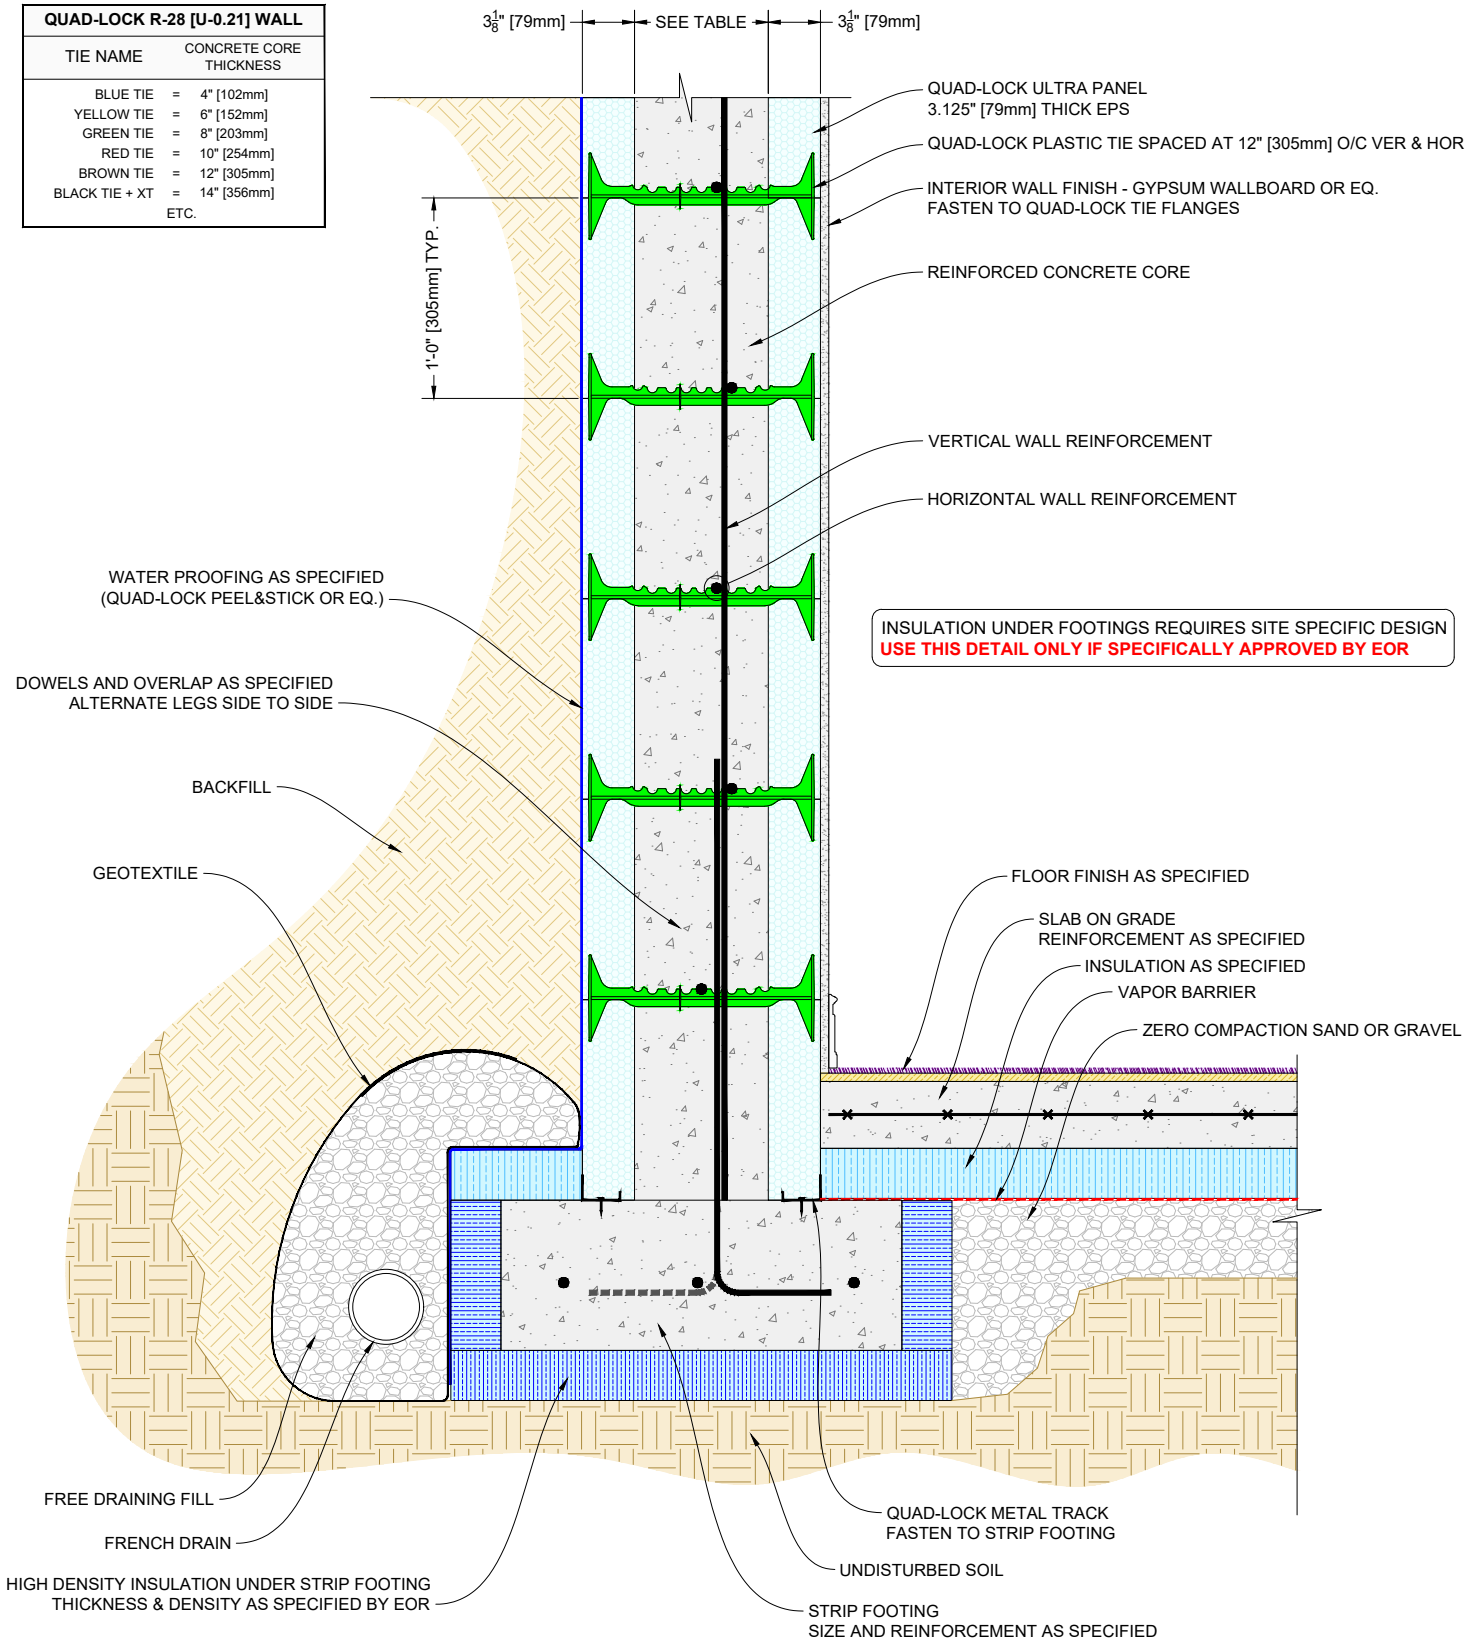 QUAD-LOCK R-28 [U-0.21] WALL
TIE NAME
CONCRETE CORE
THICKNESS
BLUE TIE = 4" [102mm]
YELLOW TIE = 6" [152mm]
GREEN TIE = 8" [203mm]
RED TIE = 10" [254mm]
BROWN TIE = 12" [305mm]
BLACK TIE + XT = 14" [356mm]
ETC.
3 1/8" [79mm]
SEE TABLE
3 1/8" [79mm]
QUAD-LOCK ULTRA PANEL
3.125" [79mm] THICK EPS
QUAD-LOCK PLASTIC TIE SPACED AT 12" [305mm] O/C VER & HOR
INTERIOR WALL FINISH - GYPSUM WALLBOARD OR EQ.
FASTEN TO QUAD-LOCK TIE FLANGES
1'-0" [305mm] TYP.
REINFORCED CONCRETE CORE
VERTICAL WALL REINFORCEMENT
HORIZONTAL WALL REINFORCEMENT
WATER PROOFING AS SPECIFIED
(QUAD-LOCK PEEL&STICK OR EQ.)
INSULATION UNDER FOOTINGS REQUIRES SITE SPECIFIC DESIGN
USE THIS DETAIL ONLY IF SPECIFICALLY APPROVED BY EOR
DOWELS AND OVERLAP AS SPECIFIED
ALTERNATE LEGS SIDE TO SIDE
BACKFILL
GEOTEXTILE
FLOOR FINISH AS SPECIFIED
SLAB ON GRADE
REINFORCEMENT AS SPECIFIED
INSULATION AS SPECIFIED
VAPOR BARRIER
ZERO COMPACTION SAND OR GRAVEL
FREE DRAINING FILL
FRENCH DRAIN
HIGH DENSITY INSULATION UNDER STRIP FOOTING
THICKNESS & DENSITY AS SPECIFIED BY EOR
QUAD-LOCK METAL TRACK
FASTEN TO STRIP FOOTING
UNDISTURBED SOIL
STRIP FOOTING
SIZE AND REINFORCEMENT AS SPECIFIED